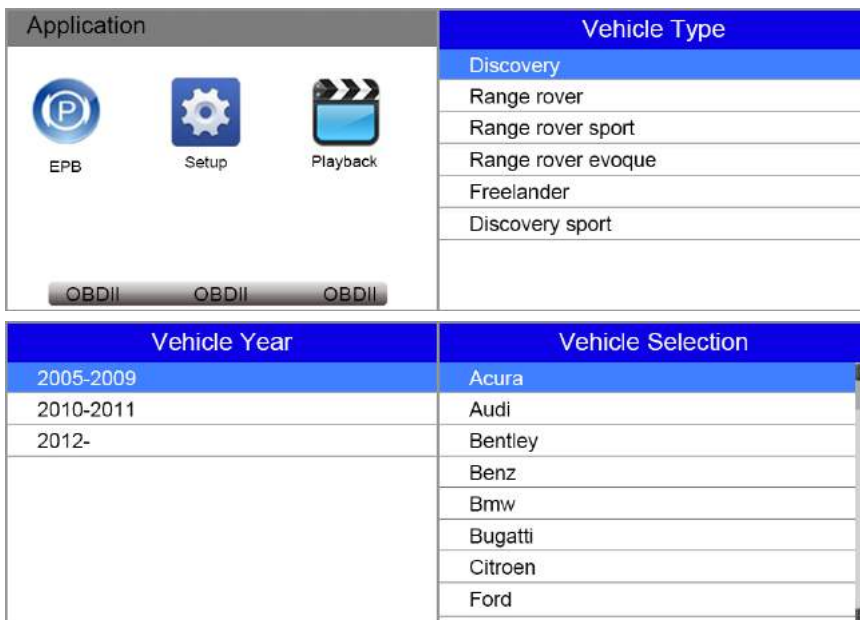 Application
EPB
Setup
Playback
OBDII OBDII OBDII
Vehicle Type
Discovery
Range rover
Range rover sport
Range rover evoque
Freelander
Discovery sport
Vehicle Year
2005-2009
2010-2011
2012-
Vehicle Selection
Acura
Audi
Bentley
Benz
Bmw
Bugatti
Citroen
Ford